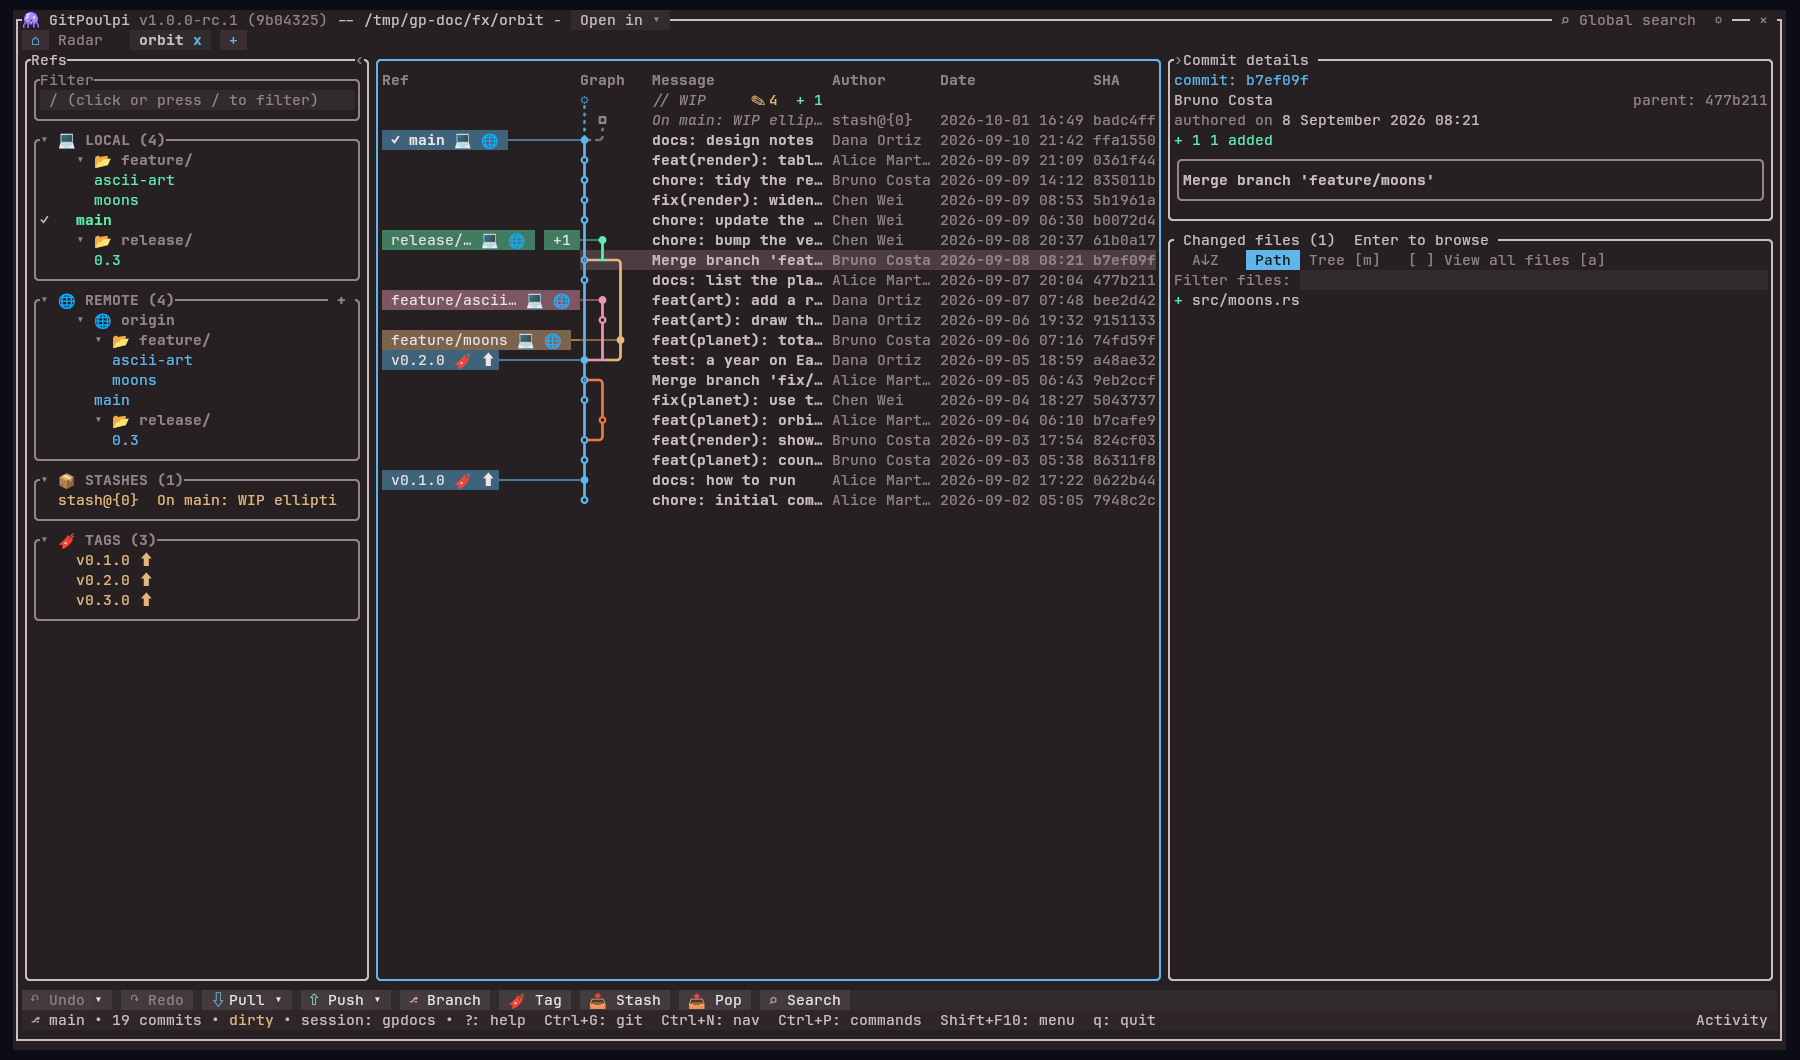 GitPoulpi v1.0.0-rc.1 (9b04325) —— /tmp/gp-doc/fx/orbit - Open in ▾ ⌕ Global search ☼ ×
⌂ Radar orbit x +
Refs ‹
Filter
/ (click or press / to filter)
▾ LOCAL (4)
▾ feature/
ascii-art
moons
✓ main
▾ release/
0.3
▾ REMOTE (4) +
▾ origin
▾ feature/
ascii-art
moons
main
▾ release/
0.3
▾ STASHES (1)
stash@{0} On main: WIP ellipti
▾ TAGS (3)
v0.1.0 ⬆
v0.2.0 ⬆
v0.3.0 ⬆
Ref Graph Message Author Date SHA
// WIP ✎4 + 1
On main: WIP ellip… stash@{0} 2026-10-01 16:49 badc4ff
✓ main docs: design notes Dana Ortiz 2026-09-10 21:42 ffa1550
feat(render): tabl… Alice Mart… 2026-09-09 21:09 0361f44
chore: tidy the re… Bruno Costa 2026-09-09 14:12 835011b
fix(render): widen… Chen Wei 2026-09-09 08:53 5b1961a
chore: update the … Chen Wei 2026-09-09 06:30 b0072d4
release/… +1 chore: bump the ve… Chen Wei 2026-09-08 20:37 61b0a17
Merge branch 'feat… Bruno Costa 2026-09-08 08:21 b7ef09f
docs: list the pla… Alice Mart… 2026-09-07 20:04 477b211
feature/ascii… feat(art): add a r… Dana Ortiz 2026-09-07 07:48 bee2d42
feat(art): draw th… Dana Ortiz 2026-09-06 19:32 9151133
feature/moons feat(planet): tota… Bruno Costa 2026-09-06 07:16 74fd59f
v0.2.0 ⬆ test: a year on Ea… Dana Ortiz 2026-09-05 18:59 a48ae32
Merge branch 'fix/… Alice Mart… 2026-09-05 06:43 9eb2ccf
fix(planet): use t… Chen Wei 2026-09-04 18:27 5043737
feat(planet): orbi… Alice Mart… 2026-09-04 06:10 b7cafe9
feat(render): show… Bruno Costa 2026-09-03 17:54 824cf03
feat(planet): coun… Bruno Costa 2026-09-03 05:38 86311f8
v0.1.0 ⬆ docs: how to run Alice Mart… 2026-09-02 17:22 0622b44
chore: initial com… Alice Mart… 2026-09-02 05:05 7948c2c
›Commit details
commit: b7ef09f
Bruno Costa parent: 477b211
authored on 8 September 2026 08:21
+ 1 1 added
Merge branch 'feature/moons'
Changed files (1) Enter to browse
A↓Z Path Tree [m] [ ] View all files [a]
Filter files:
+ src/moons.rs
↶ Undo ▾ ↷ Redo ⇩Pull ▾ ⇧ Push ▾ Branch Tag Stash Pop ⌕ Search
main • 19 commits • dirty • session: gpdocs • ?: help Ctrl+G: git Ctrl+N: nav Ctrl+P: commands Shift+F10: menu q: quit Activity